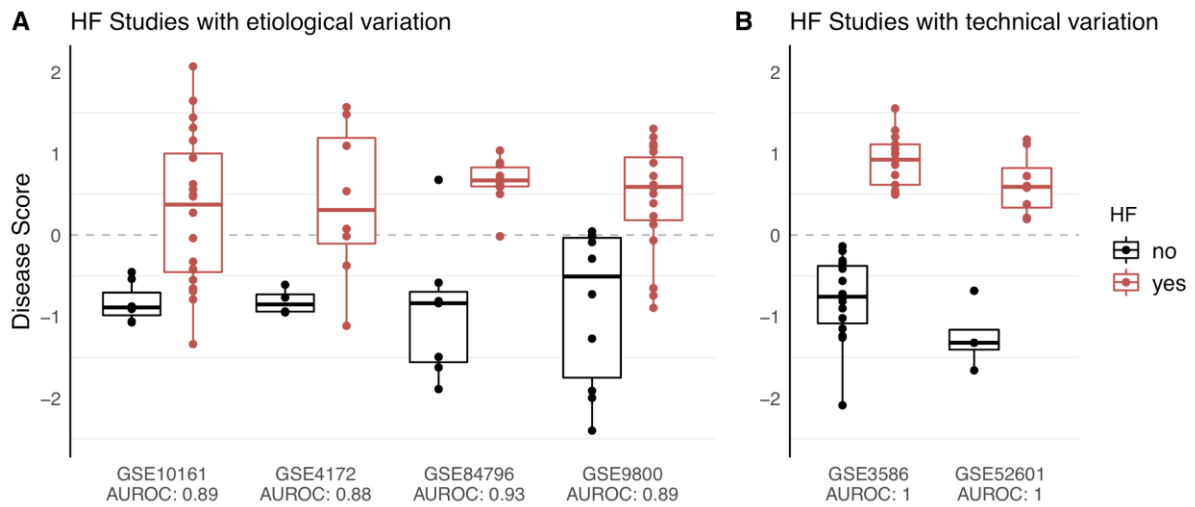 A HF Studies with etiological variation
B HF Studies with technical variation
Disease Score
2
1
0
−1
−2
GSE10161
AUROC: 0.89
GSE4172
AUROC: 0.88
GSE84796
AUROC: 0.93
GSE9800
AUROC: 0.89
2
1
0
−1
−2
GSE3586
AUROC: 1
GSE52601
AUROC: 1
HF
no
yes